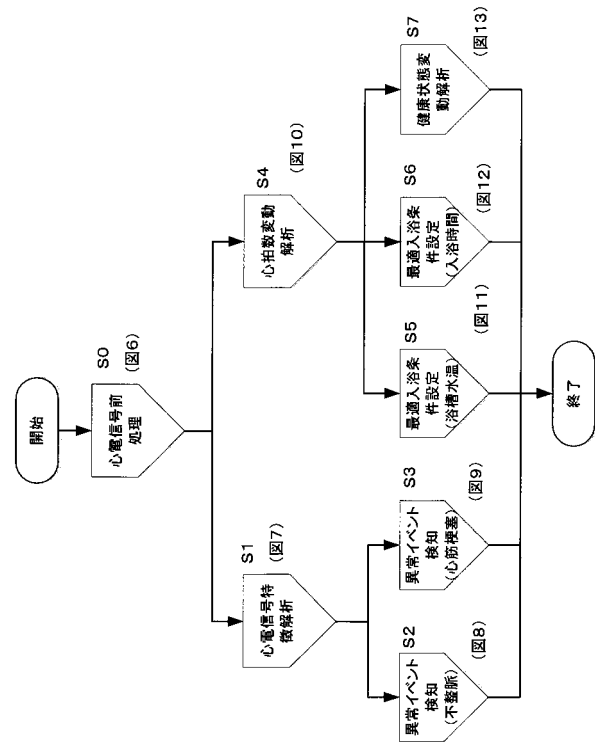 開始
S0
(図6)
心電信号前
処理
S1
(図7)
心電信号特
徴解析
S4
(図10)
心拍数変動
解析
S2
異常イベント
検知
(不整脈)
(図8)
S3
異常イベント
検知
(心筋梗塞)
(図9)
S5
最適入浴条
件設定
(浴槽水温)
(図11)
S6
最適入浴条
件設定
(入浴時間)
(図12)
S7
健康状態変
動解析
(図13)
終了